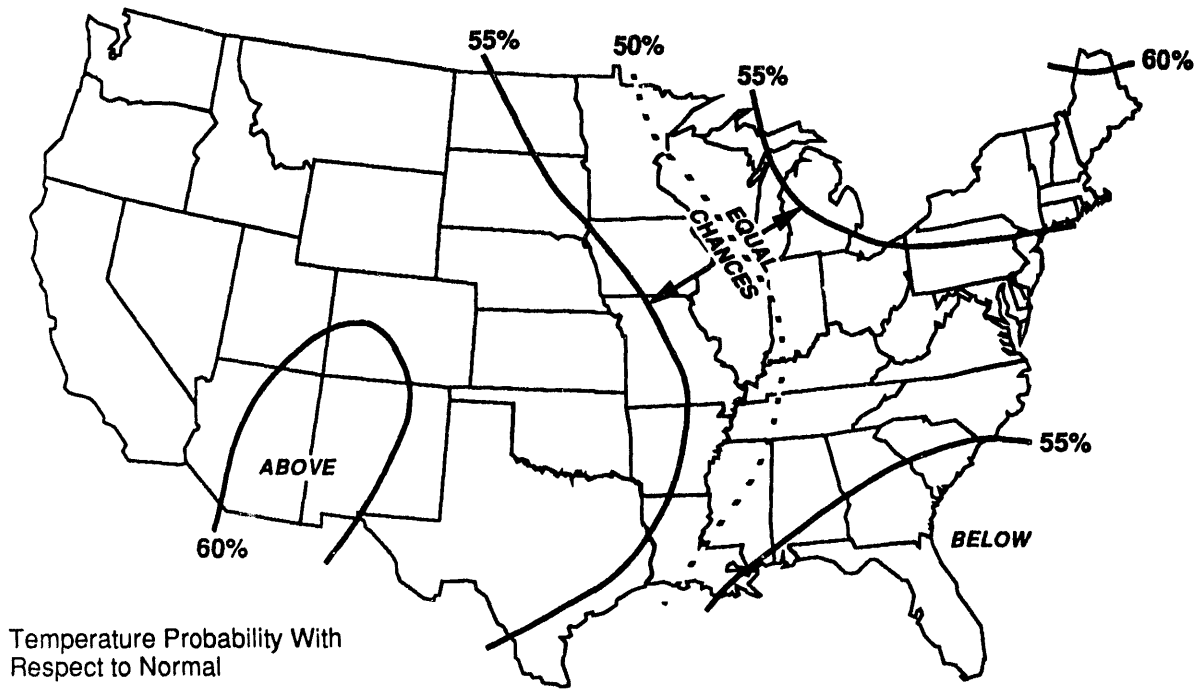 55%
50%
55%
60%
EQUAL
CHANCES
ABOVE
55%
60%
BELOW
Temperature Probability With
Respect to Normal